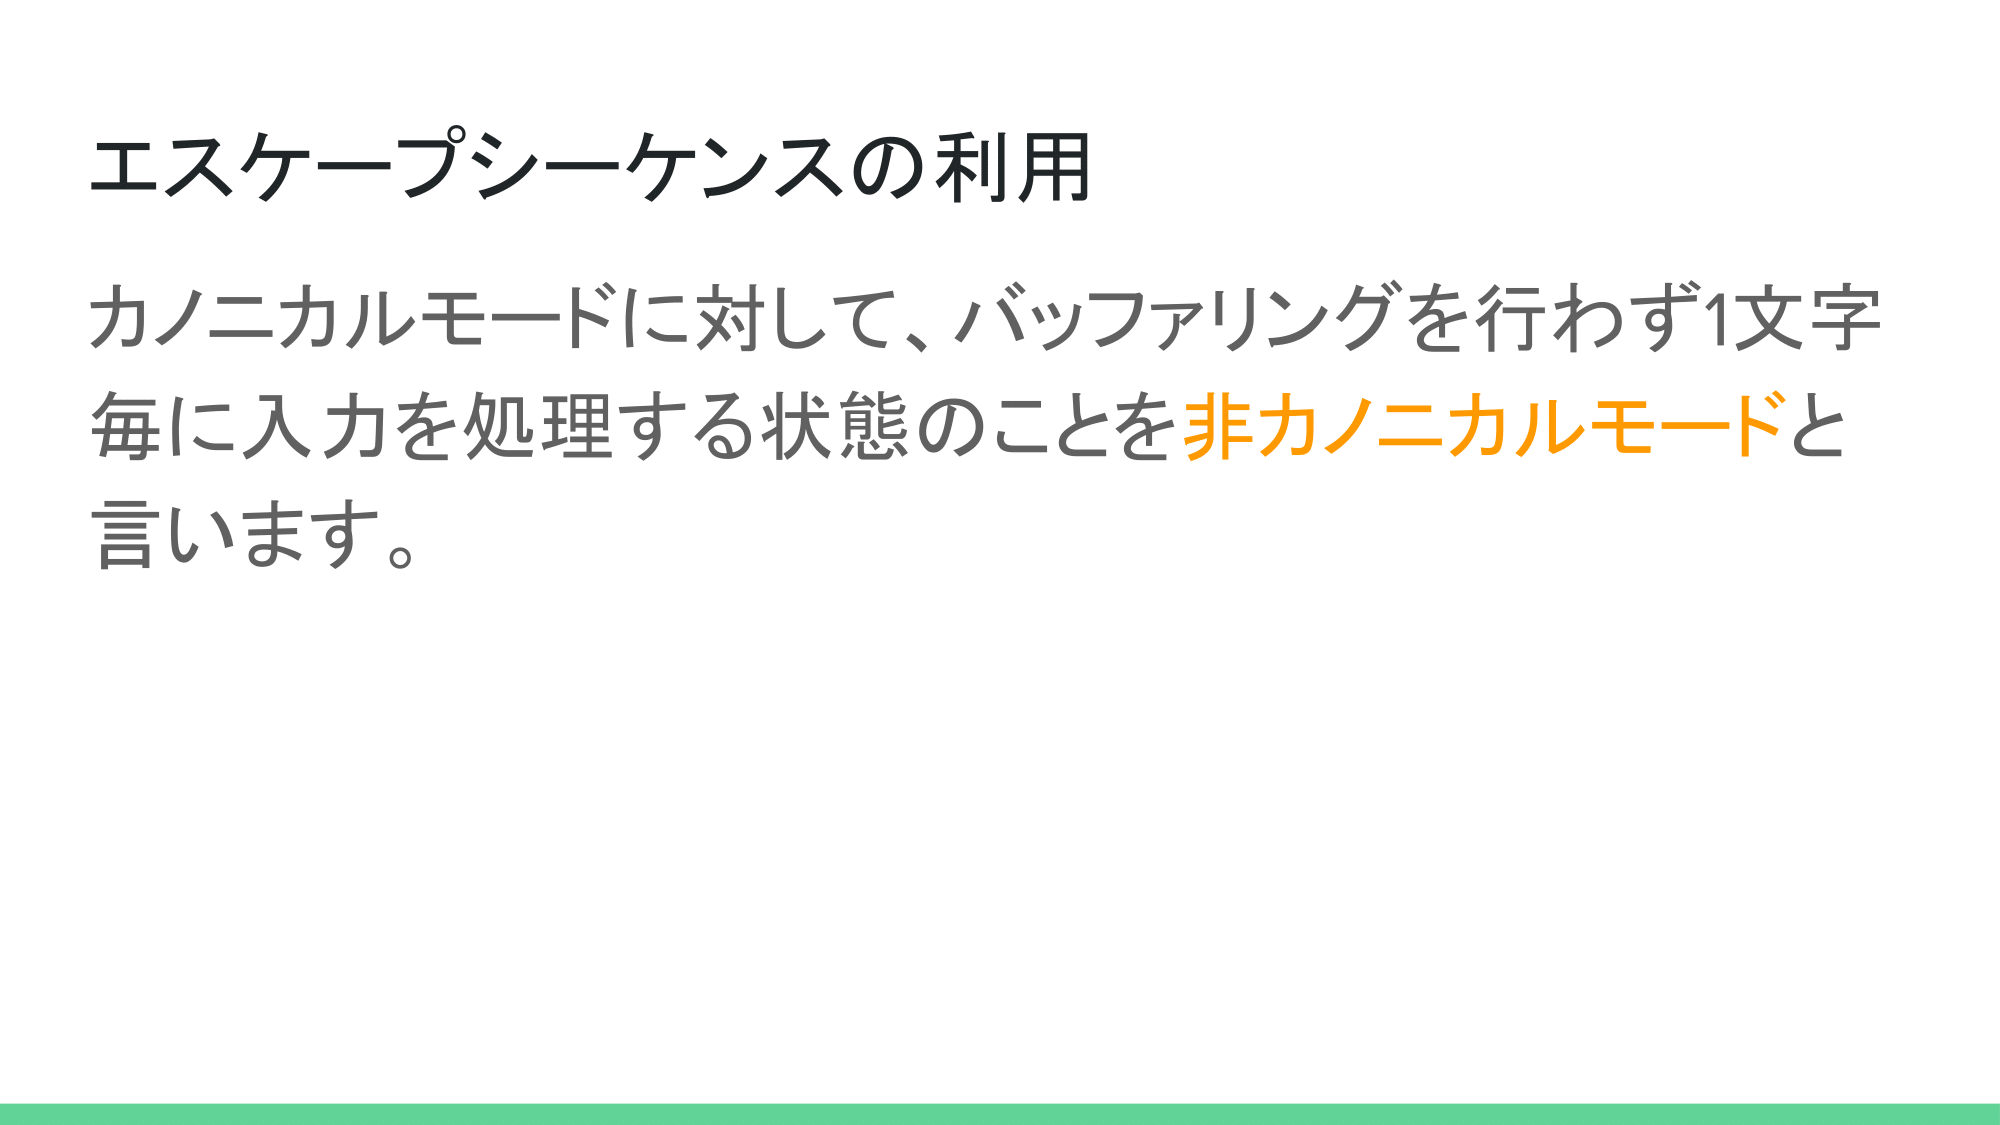 エスケープシーケンスの利用
カノニカルモードに対して、バッファリングを行わず1文字
毎に入力を処理する状態のことを非カノニカルモードと
言います。